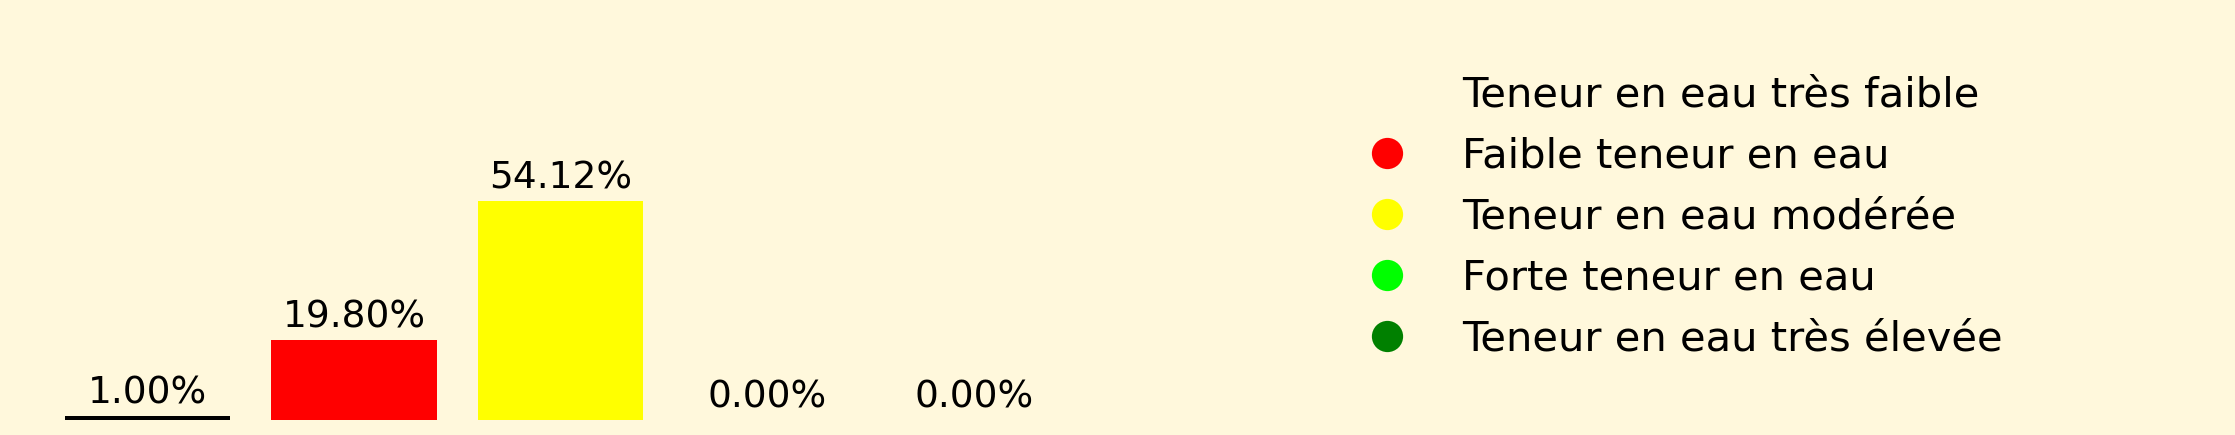 54.12%
19.80%
1.00%
0.00%
0.00%
Teneur en eau très faible
Faible teneur en eau
Teneur en eau modérée
Forte teneur en eau
Teneur en eau très élevée